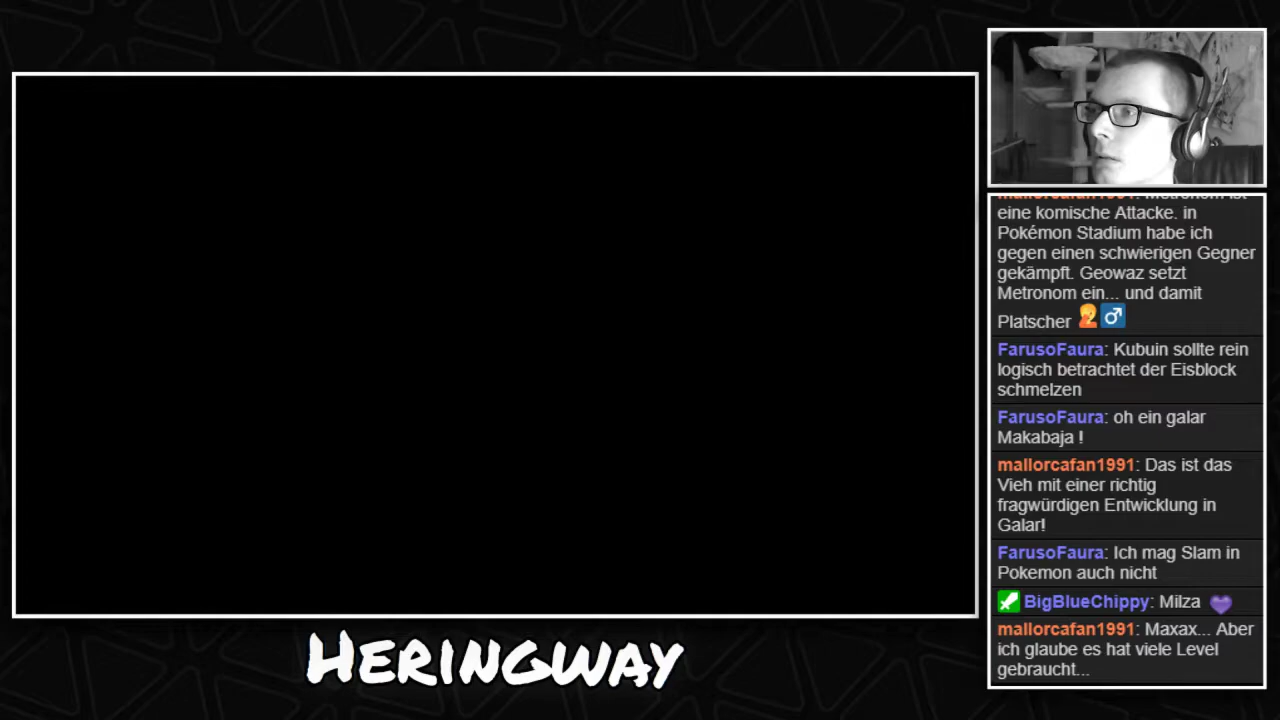 mallorcafan1991: Metronom ist
eine komische Attacke. in
Pokémon Stadium habe ich
gegen einen schwierigen Gegner
gekämpft. Geowaz setzt
Metronom ein... und damit
Platscher
FarusoFaura: Kubuin sollte rein
logisch betrachtet der Eisblock
schmelzen
FarusoFaura: oh ein galar
Makabaja !
mallorcafan1991: Das ist das
Vieh mit einer richtig
fragwürdigen Entwicklung in
Galar!
FarusoFaura: Ich mag Slam in
Pokemon auch nicht
BigBlueChippy: Milza
mallorcafan1991: Maxax... Aber
ich glaube es hat viele Level
gebraucht...
Heringway